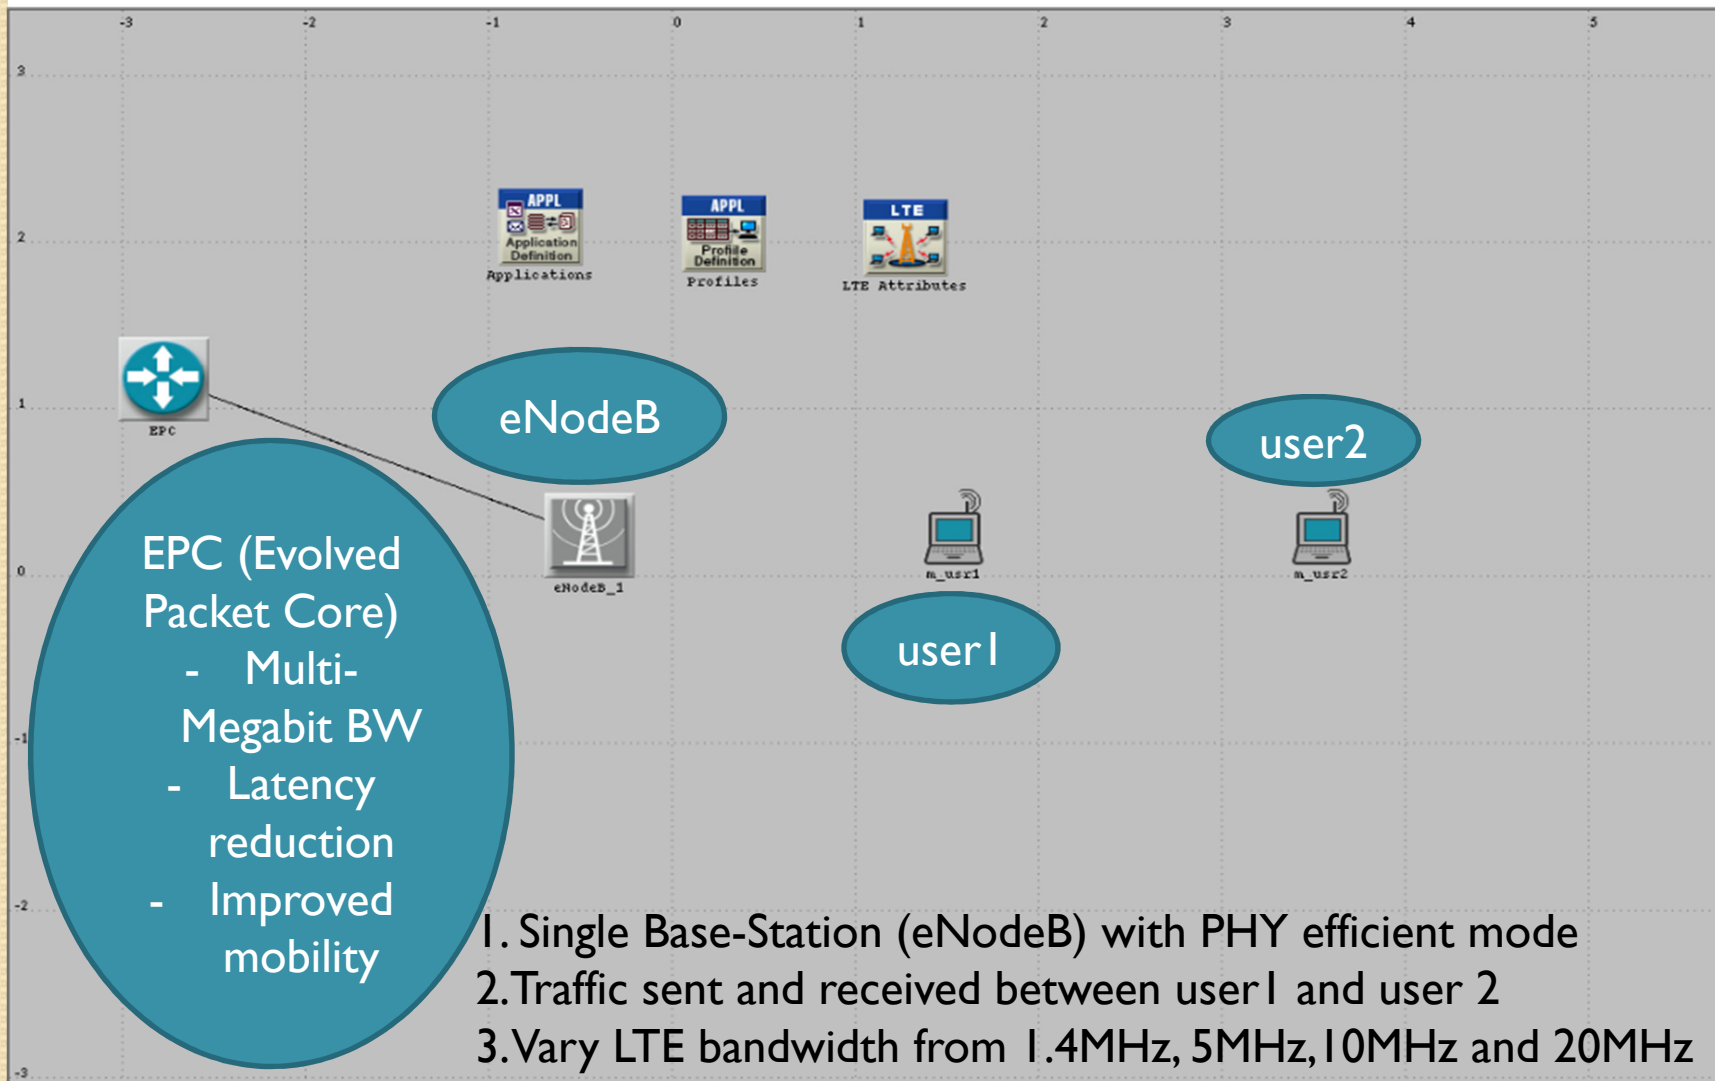 -3 -2 -1 0 1 2 3 4 5
3
2
1
0
-1
-2
-3
APPL
Application
Definition
Applications
APPL
Profile
Definition
Profiles
LTE
LTE Attributes
EPC
eNodeB
user2
eNodeB_1
m_usr1
m_usr2
user1
EPC (Evolved
Packet Core)
- Multi-
Megabit BW
- Latency
reduction
- Improved
mobility
1. Single Base-Station (eNodeB) with PHY efficient mode
2. Traffic sent and received between user1 and user 2
3. Vary LTE bandwidth from 1.4MHz, 5MHz,10MHz and 20MHz